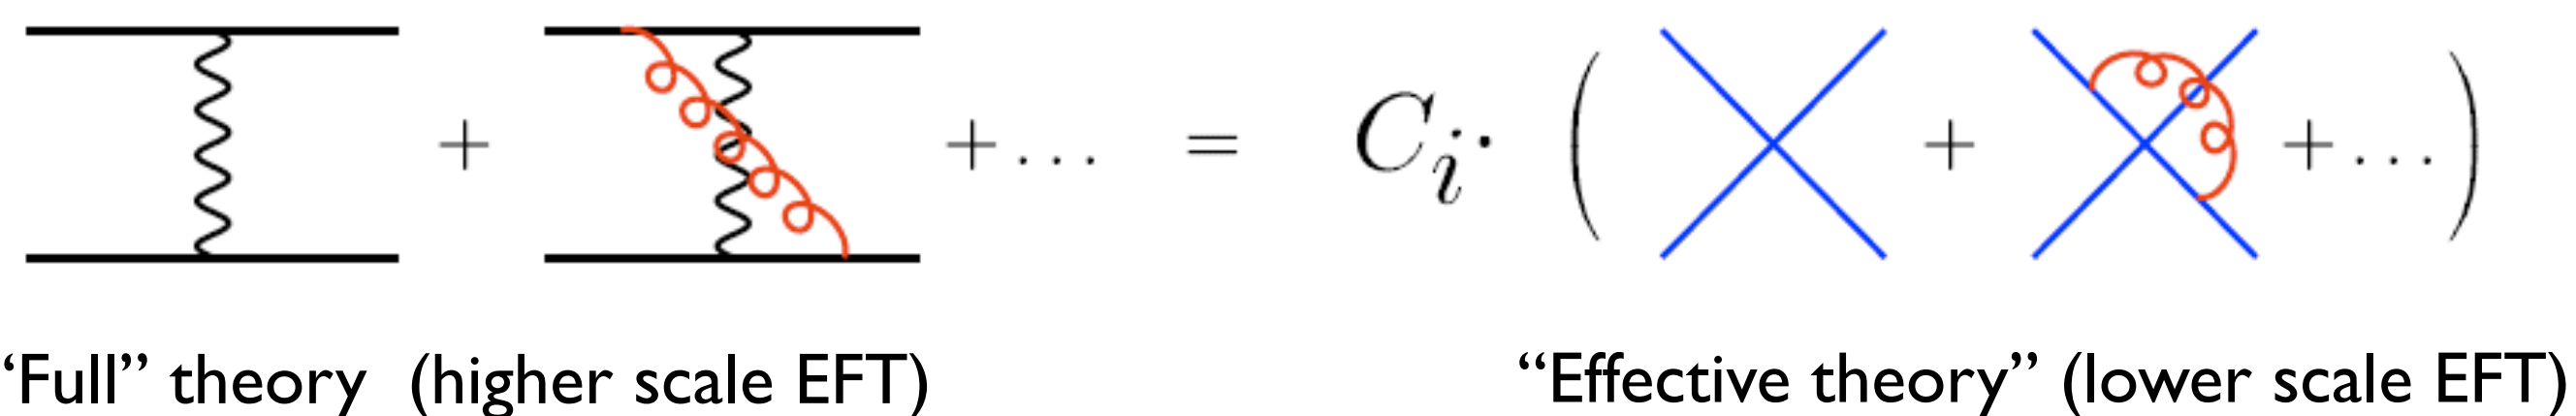 + + . . . = C_i · ( + + . . . )
‘Full” theory (higher scale EFT) “Effective theory” (lower scale EFT)